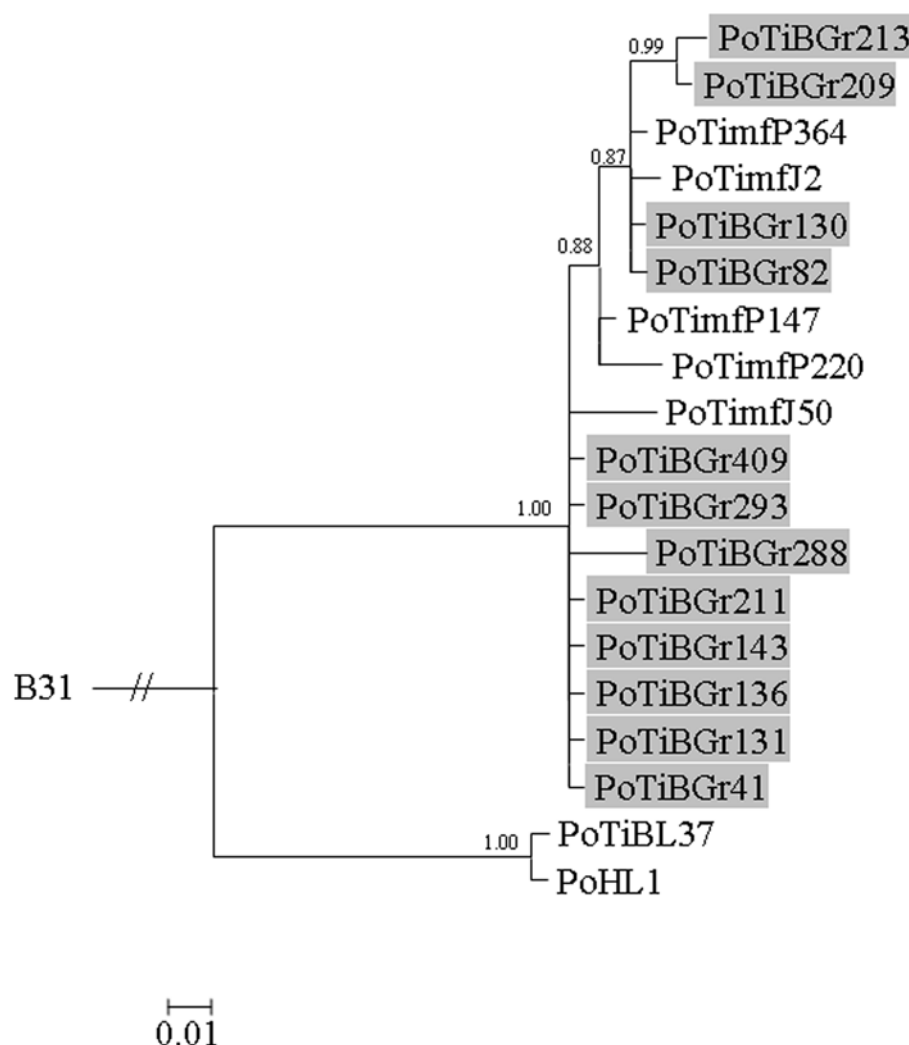 0.99
PoTiBGr213
PoTiBGr209
PoTimfP364
0.87
PoTimfJ2
PoTiBGr130
0.88
PoTiBGr82
PoTimfP147
PoTimfP220
PoTimfJ50
PoTiBGr409
1.00
PoTiBGr293
PoTiBGr288
PoTiBGr211
PoTiBGr143
B31
//
PoTiBGr136
PoTiBGr131
PoTiBGr41
1.00
PoTiBL37
PoHL1
0.01